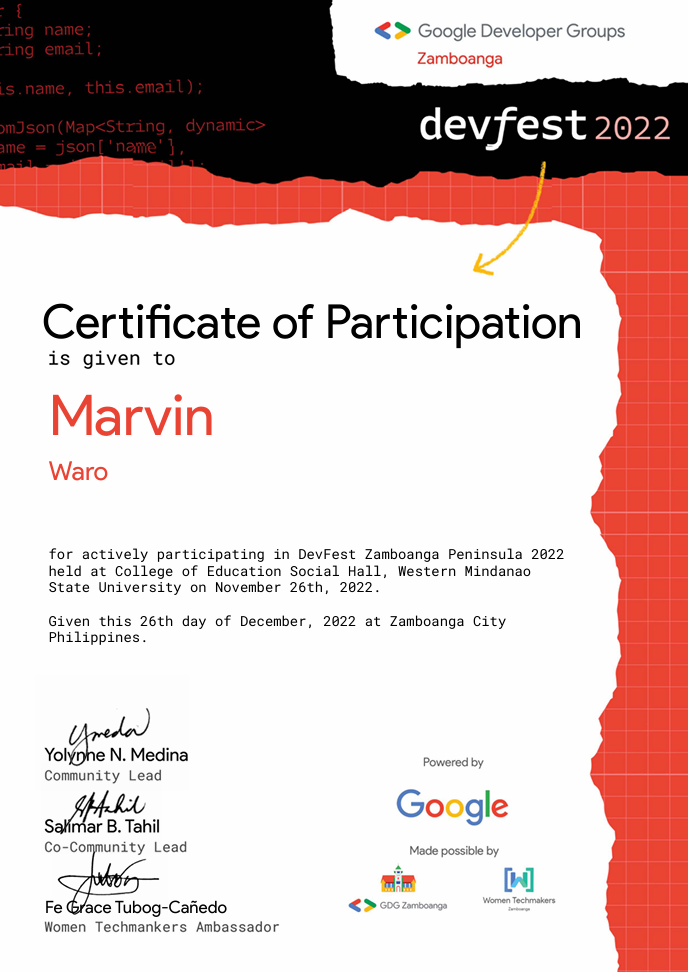 r {
ring name;
ring email;
is.name, this.email);
omJson(Map<String, dynamic>
ame = json['name'],
Google Developer Groups
Zamboanga
devfest 2022
Certificate of Participation
is given to
Marvin
Waro
for actively participating in DevFest Zamboanga Peninsula 2022
held at College of Education Social Hall, Western Mindanao
State University on November 26th, 2022.
Given this 26th day of December, 2022 at Zamboanga City
Philippines.
Yolynne N. Medina
Community Lead
Salimar B. Tahil
Co-Community Lead
Fe Grace Tubog-Cañedo
Women Techmankers Ambassador
Powered by
Google
Made possible by
GDG Zamboanga
Women Techmakers
Zamboanga